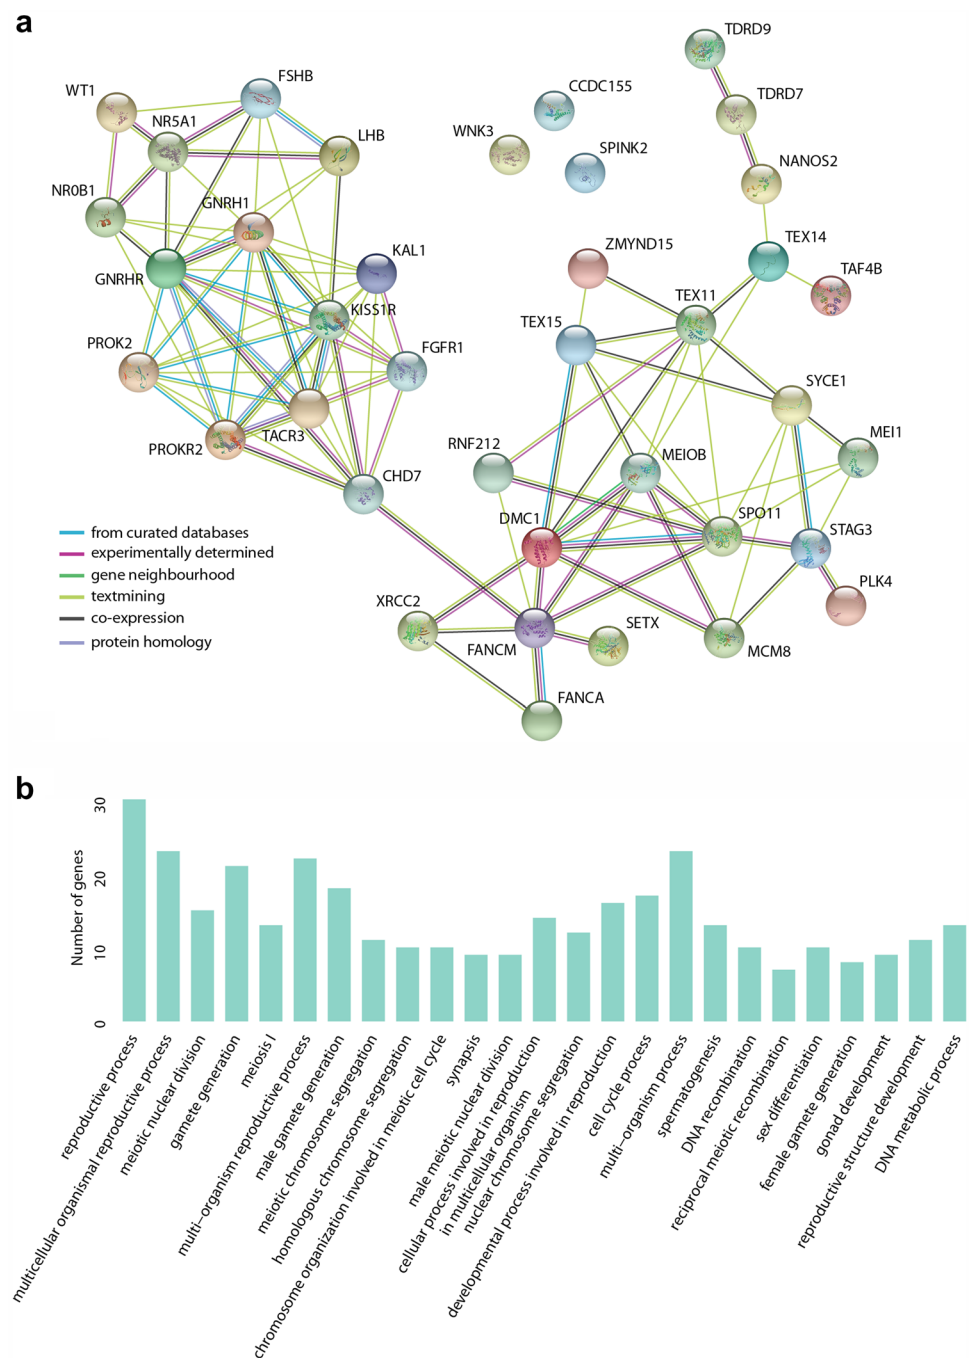 a
TDRD9
FSHB
WT1
CCDC155
TDRD7
NR5A1
WNK3
LHB
SPINK2
NANOS2
NR0B1
GNRH1
ZMYND15
TEX14
KAL1
GNRHR
TAF4B
TEX11
KISS1R
TEX15
PROK2
FGFR1
SYCE1
TACR3
MEI1
PROKR2
RNF212
MEIOB
CHD7
SPO11
DMC1
STAG3
from curated databases
experimentally determined
gene neighbourhood
textmining
co-expression
protein homology
PLK4
XRCC2
SETX
FANCM
MCM8
FANCA
b
Number of genes
30
20
10
0
reproductive process
multicellular organismal reproductive process
meiotic nuclear division
gamete generation
meiosis I
multi-organism reproductive process
male gamete generation
meiotic chromosome segregation
homologous chromosome segregation
chromosome organization involved in meiotic cell cycle
synapsis
male meiotic nuclear division
cellular process involved in reproduction
in multicellular organism
nuclear chromosome segregation
developmental process involved in reproduction
cell cycle process
multi-organism process
spermatogenesis
DNA recombination
reciprocal meiotic recombination
sex differentiation
female gamete generation
gonad development
reproductive structure development
DNA metabolic process